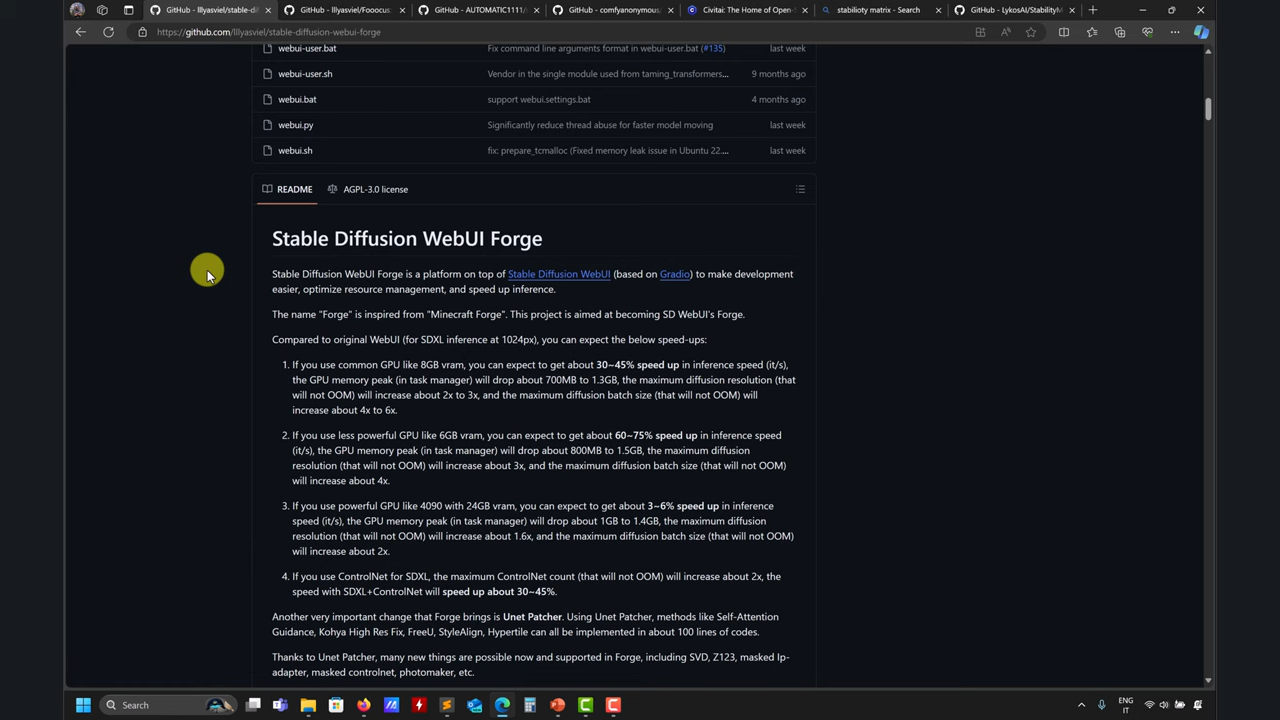 GitHub - lllyasviel/stable-dif
GitHub - lllyasviel/Fooocus:
GitHub - AUTOMATIC1111/s
GitHub - comfyanonymous/
Civitai: The Home of Open-S
stabilioty matrix - Search
GitHub - LykosAI/StabilityM
https://github.com/lllyasviel/stable-diffusion-webui-forge
webui-user.bat Fix command line arguments format in webui-user.bat (#135) last week
webui-user.sh Vendor in the single module used from taming_transformers... 9 months ago
webui.bat support webui.settings.bat 4 months ago
webui.py Significantly reduce thread abuse for faster model moving last week
webui.sh fix: prepare_tcmalloc (Fixed memory leak issue in Ubuntu 22.... last week
README AGPL-3.0 license
Stable Diffusion WebUI Forge
Stable Diffusion WebUI Forge is a platform on top of Stable Diffusion WebUI (based on Gradio) to make development
easier, optimize resource management, and speed up inference.
The name "Forge" is inspired from "Minecraft Forge". This project is aimed at becoming SD WebUI's Forge.
Compared to original WebUI (for SDXL inference at 1024px), you can expect the below speed-ups:
1. If you use common GPU like 8GB vram, you can expect to get about 30~45% speed up in inference speed (it/s),
the GPU memory peak (in task manager) will drop about 700MB to 1.3GB, the maximum diffusion resolution (that
will not OOM) will increase about 2x to 3x, and the maximum diffusion batch size (that will not OOM) will
increase about 4x to 6x.
2. If you use less powerful GPU like 6GB vram, you can expect to get about 60~75% speed up in inference speed
(it/s), the GPU memory peak (in task manager) will drop about 800MB to 1.5GB, the maximum diffusion
resolution (that will not OOM) will increase about 3x, and the maximum diffusion batch size (that will not OOM) will
increase about 4x.
3. If you use powerful GPU like 4090 with 24GB vram, you can expect to get about 3~6% speed up in inference
speed (it/s), the GPU memory peak (in task manager) will drop about 1GB to 1.4GB, the maximum diffusion
resolution (that will not OOM) will increase about 1.6x, and the maximum diffusion batch size (that will not OOM)
will increase about 2x.
4. If you use ControlNet for SDXL, the maximum ControlNet count (that will not OOM) will increase about 2x, the
speed with SDXL+ControlNet will speed up about 30~45%.
Another very important change that Forge brings is Unet Patcher. Using Unet Patcher, methods like Self-Attention
Guidance, Kohya High Res Fix, FreeU, StyleAlign, Hypertile can all be implemented in about 100 lines of codes.
Thanks to Unet Patcher, many new things are possible now and supported in Forge, including SVD, Z123, masked Ip-
adapter, masked controlnet, photomaker, etc.
Search
ENG
IT